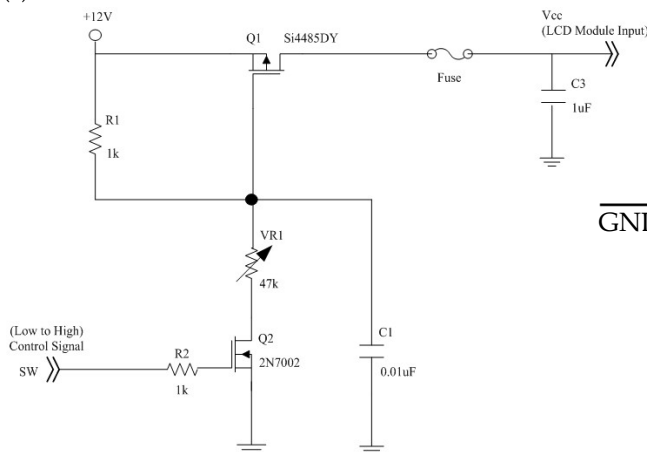 +12V
Q1
Si4485DY
Vcc
(LCD Module Input)
Fuse
C3
1uF
R1
1k
VR1
47k
(Low to High)
Control Signal
SW
R2
1k
Q2
2N7002
C1
0.01uF